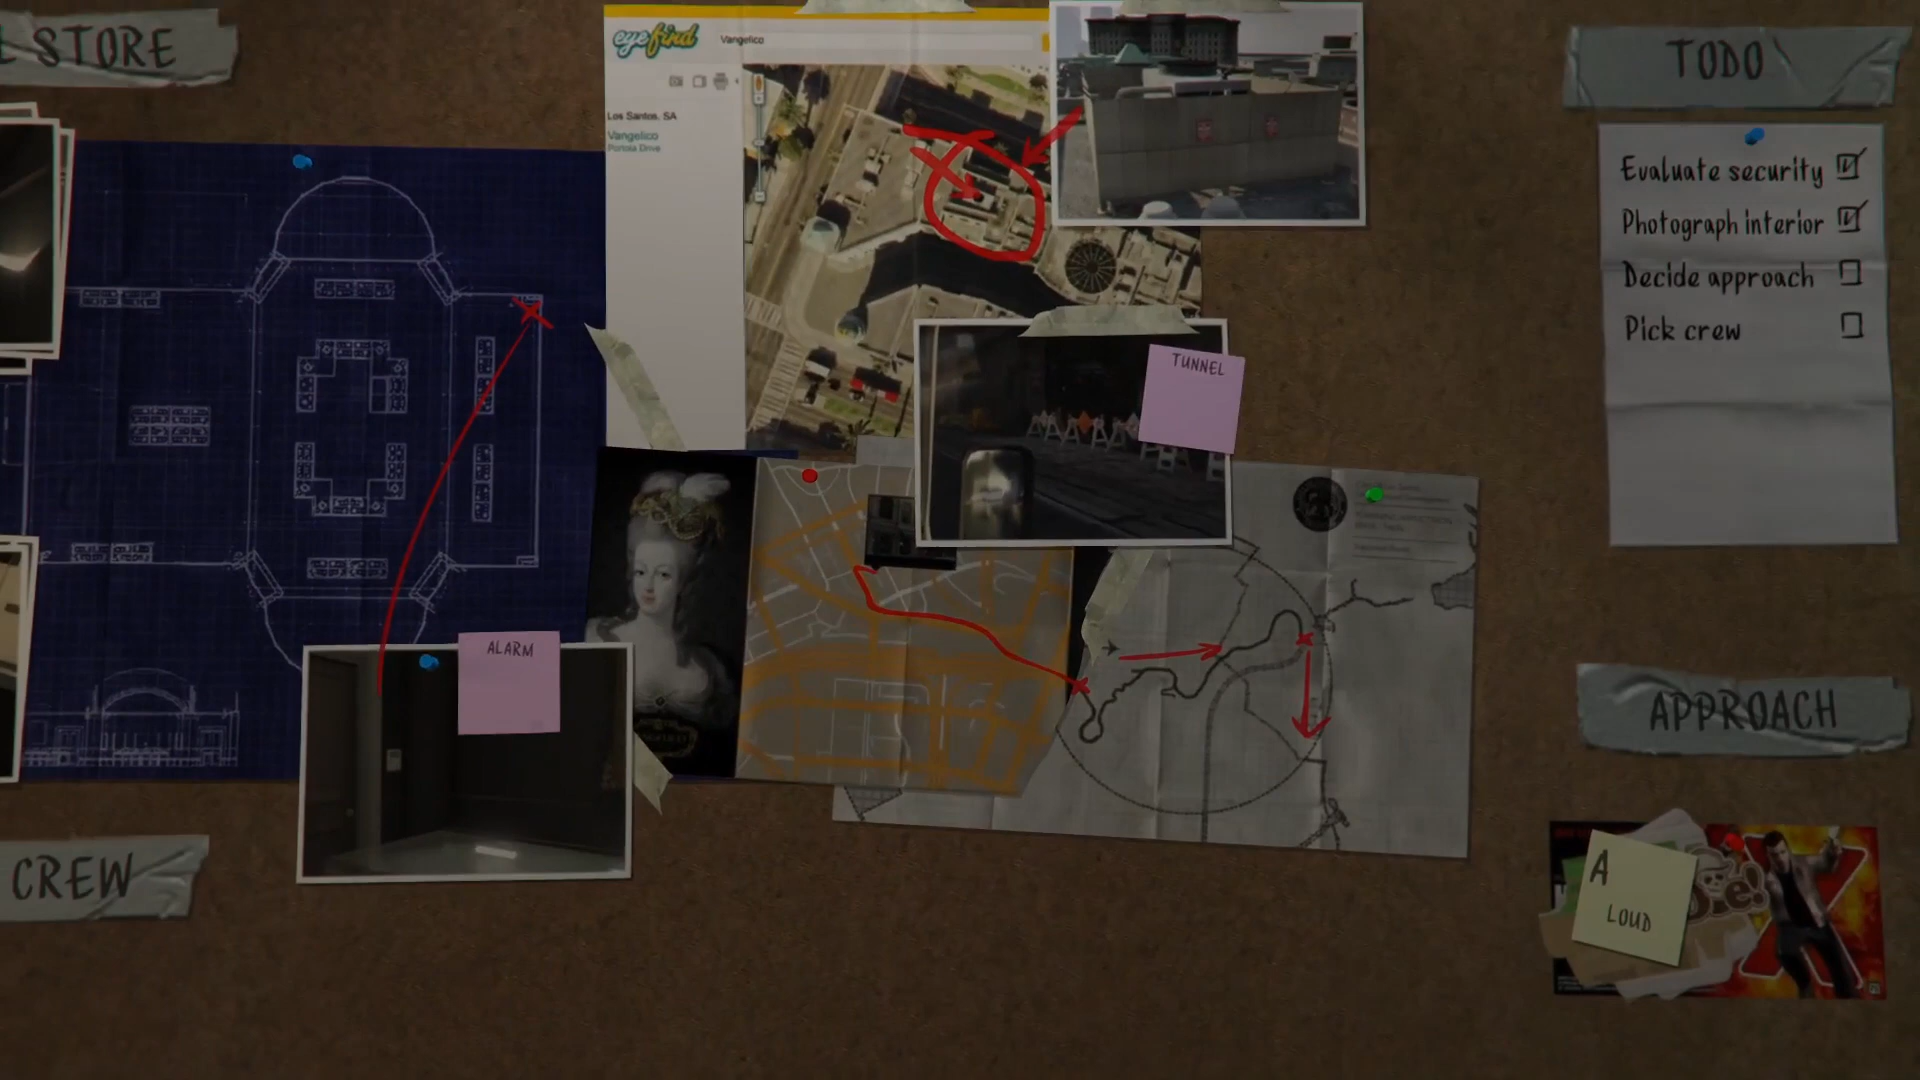 L STORE
eyefind
Vangelico
Los Santos, SA
Vangelico
Portola Drive
TODO
Evaluate security
Photograph interior
Decide approach
Pick crew
TUNNEL
ALARM
APPROACH
CREW
A
LOUD
Die!